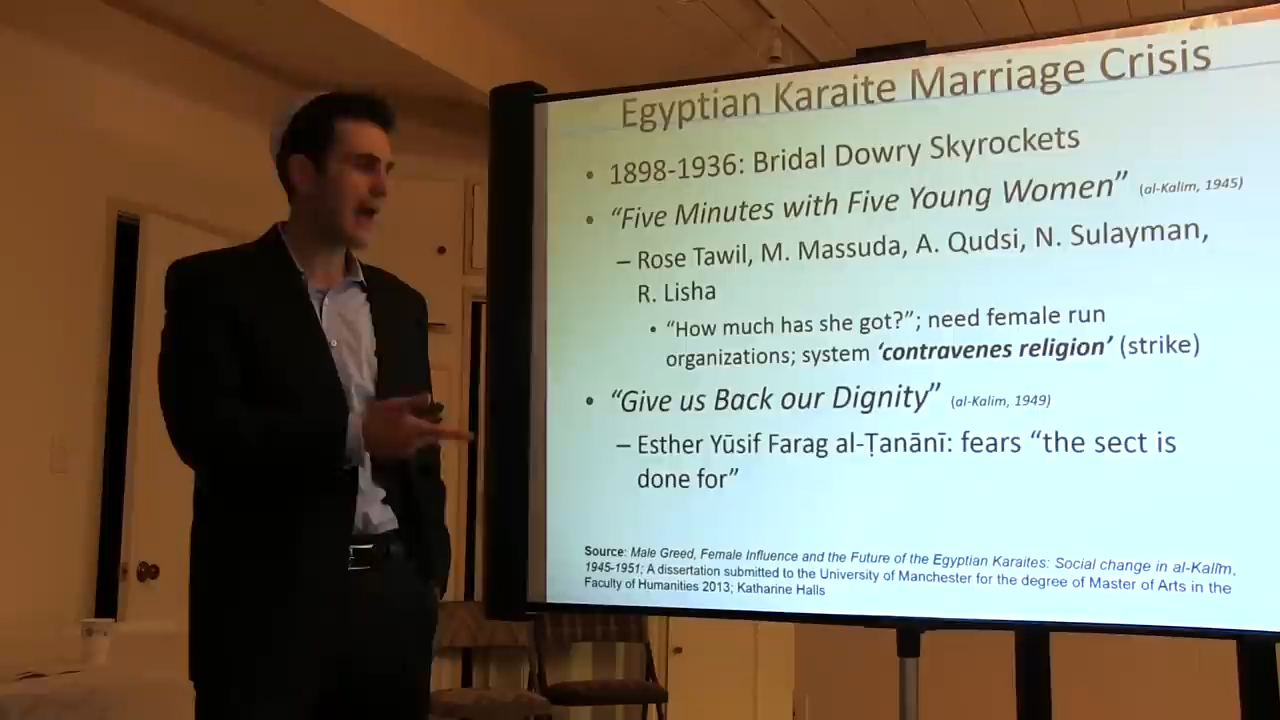 Egyptian Karaite Marriage Crisis
• 1898-1936: Bridal Dowry Skyrockets
• “Five Minutes with Five Young Women” (al-Kalim, 1945)
– Rose Tawil, M. Massuda, A. Qudsi, N. Sulayman,
R. Lisha
• “How much has she got?”; need female run
organizations; system ‘contravenes religion’ (strike)
• “Give us Back our Dignity” (al-Kalim, 1949)
– Esther Yūsif Farag al-Ṭanānī: fears “the sect is
done for”
Source: Male Greed, Female Influence and the Future of the Egyptian Karaites: Social change in al-Kalīm,
1945-1951; A dissertation submitted to the University of Manchester for the degree of Master of Arts in the
Faculty of Humanities 2013; Katharine Halls